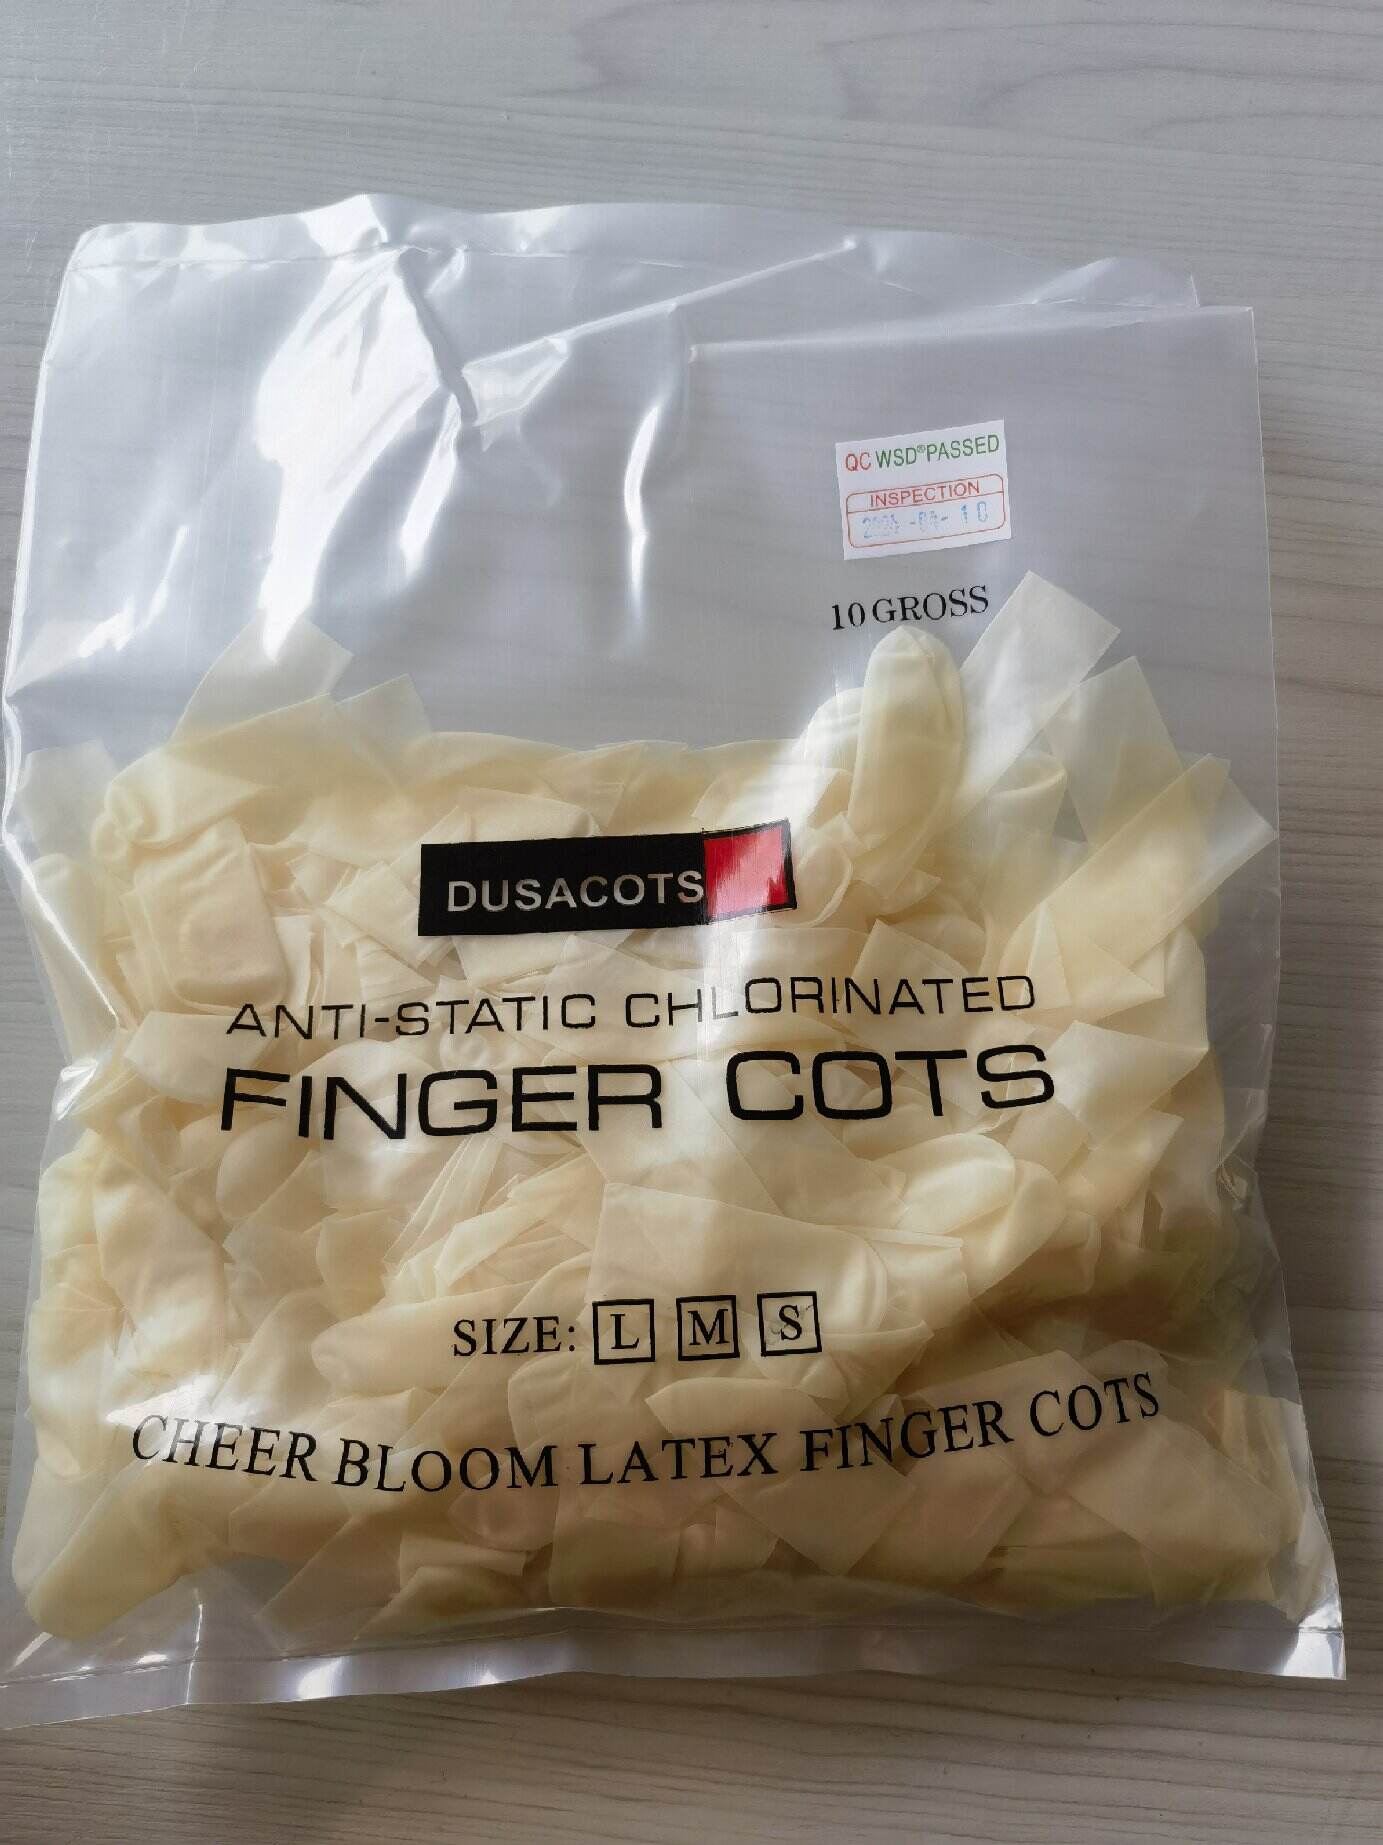 QC WSD®PASSED
INSPECTION
10 GROSS
DUSACOTS
ANTI-STATIC CHLORINATED
FINGER COTS
SIZE: L M S
CHEER BLOOM LATEX FINGER COTS